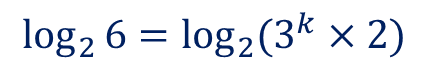 log₂ 6 = log₂(3ᵏ × 2)